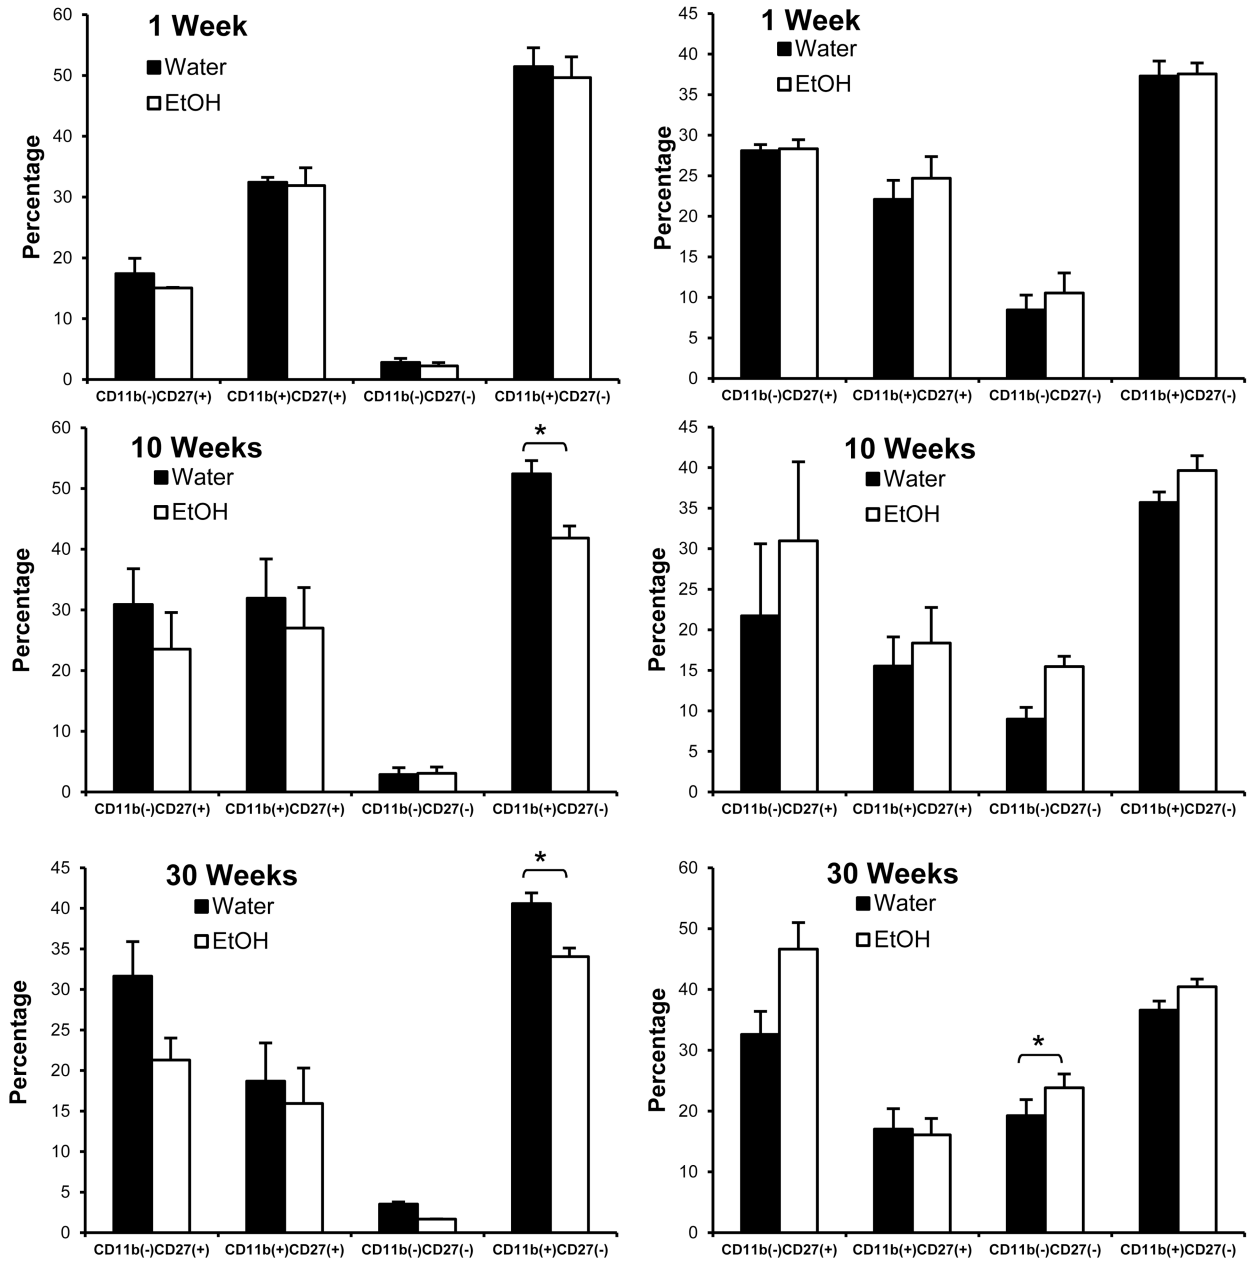 1 Week
Water
EtOH
Percentage
60
50
40
30
20
10
0
CD11b(-)CD27(+) CD11b(+)CD27(+) CD11b(-)CD27(-) CD11b(+)CD27(-)
1 Week
Water
EtOH
Percentage
45
40
35
30
25
20
15
10
5
0
CD11b(-)CD27(+) CD11b(+)CD27(+) CD11b(-)CD27(-) CD11b(+)CD27(-)
10 Weeks
Water
EtOH
*
Percentage
60
50
40
30
20
10
0
CD11b(-)CD27(+) CD11b(+)CD27(+) CD11b(-)CD27(-) CD11b(+)CD27(-)
10 Weeks
Water
EtOH
Percentage
45
40
35
30
25
20
15
10
5
0
CD11b(-)CD27(+) CD11b(+)CD27(+) CD11b(-)CD27(-) CD11b(+)CD27(-)
30 Weeks
Water
EtOH
*
Percentage
45
40
35
30
25
20
15
10
5
0
CD11b(-)CD27(+) CD11b(+)CD27(+) CD11b(-)CD27(-) CD11b(+)CD27(-)
30 Weeks
Water
EtOH
*
Percentage
60
50
40
30
20
10
0
CD11b(-)CD27(+) CD11b(+)CD27(+) CD11b(-)CD27(-) CD11b(+)CD27(-)